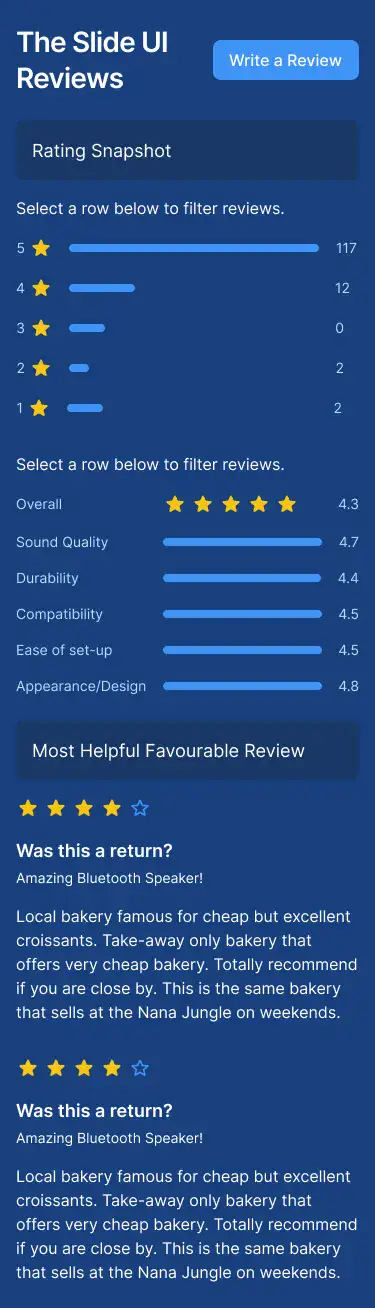 The Slide UI
Reviews
Write a Review
Rating Snapshot
Select a row below to filter reviews.
5 117
4 12
3 0
2 2
1 2
Select a row below to filter reviews.
Overall 4.3
Sound Quality 4.7
Durability 4.4
Compatibility 4.5
Ease of set-up 4.5
Appearance/Design 4.8
Most Helpful Favourable Review
Was this a return?
Amazing Bluetooth Speaker!
Local bakery famous for cheap but excellent
croissants. Take-away only bakery that
offers very cheap bakery. Totally recommend
if you are close by. This is the same bakery
that sells at the Nana Jungle on weekends.
Was this a return?
Amazing Bluetooth Speaker!
Local bakery famous for cheap but excellent
croissants. Take-away only bakery that
offers very cheap bakery. Totally recommend
if you are close by. This is the same bakery
that sells at the Nana Jungle on weekends.